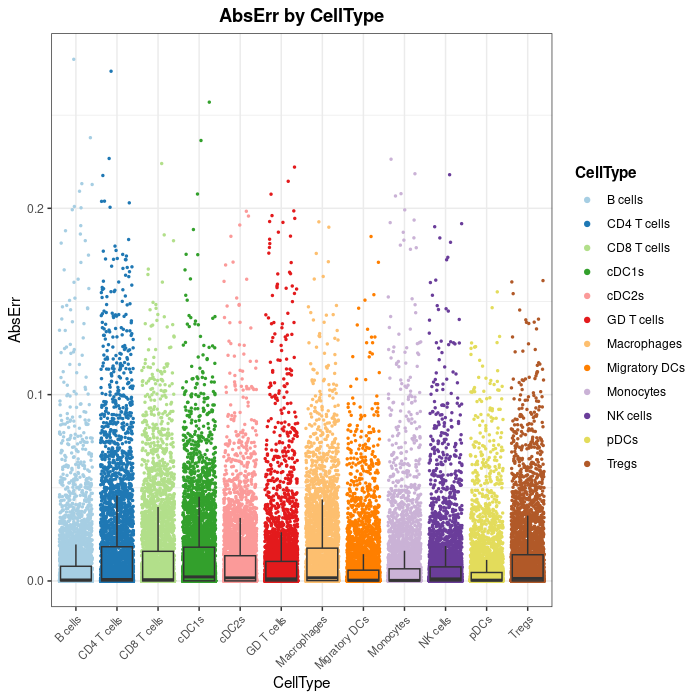 AbsErr by CellType
AbsErr
0.2
0.1
0.0
B cells
CD4 T cells
CD8 T cells
cDC1s
cDC2s
GD T cells
Macrophages
Migratory DCs
Monocytes
NK cells
pDCs
Tregs
CellType
CellType
B cells
CD4 T cells
CD8 T cells
cDC1s
cDC2s
GD T cells
Macrophages
Migratory DCs
Monocytes
NK cells
pDCs
Tregs